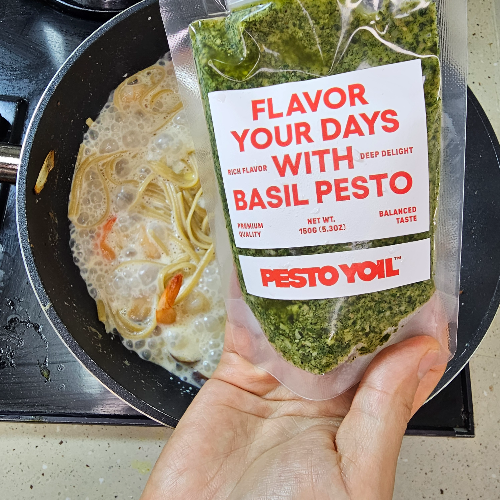 FLAVOR
YOUR DAYS
RICH FLAVOR WITH DEEP DELIGHT
BASIL PESTO
PREMIUM QUALITY
NET WT. 150G (5.3OZ)
BALANCED TASTE
PESTO YOIL™